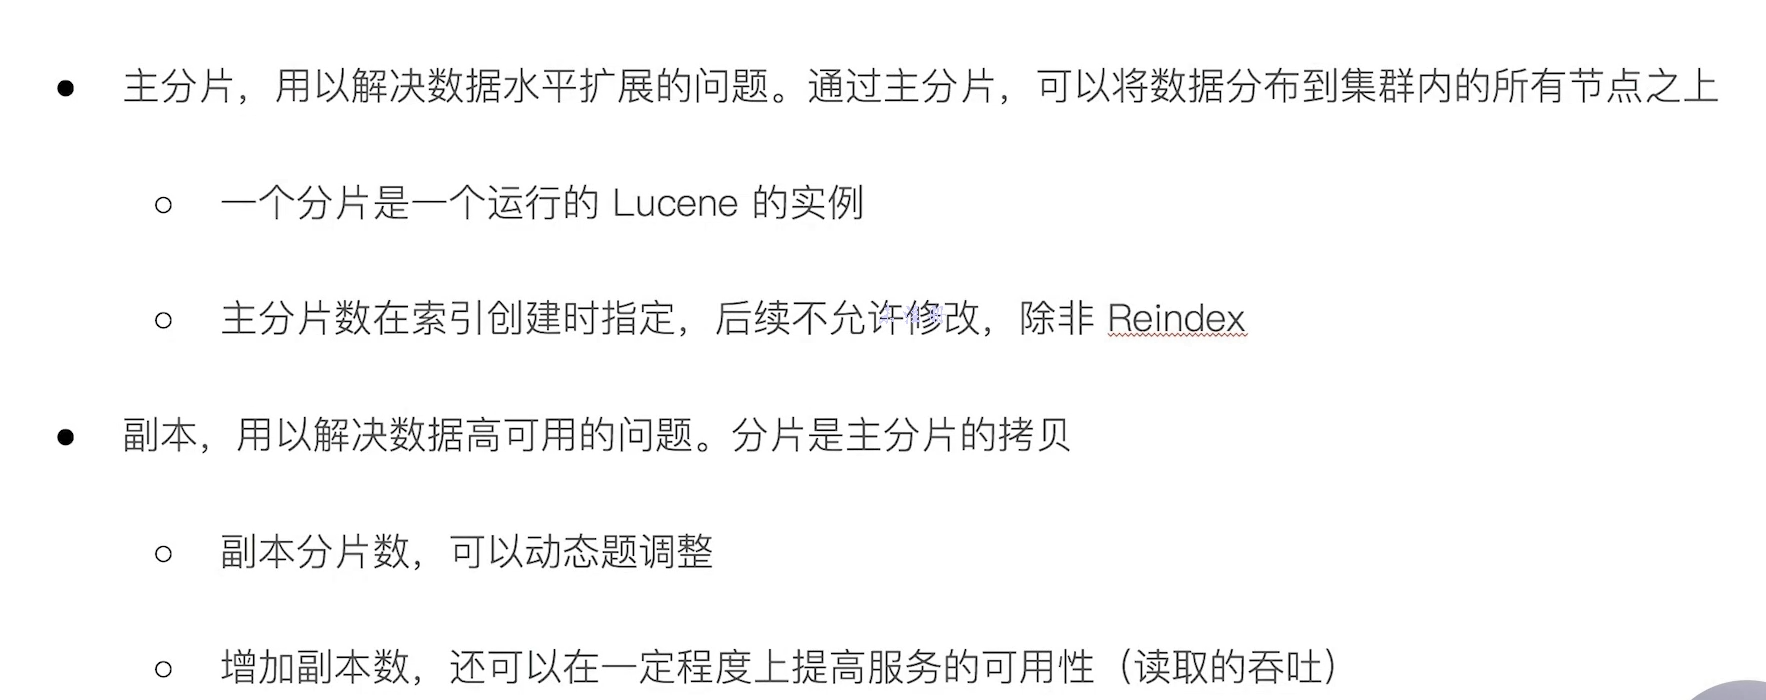 主分片，用以解决数据水平扩展的问题。通过主分片，可以将数据分布到集群内的所有节点之上
一个分片是一个运行的 Lucene 的实例
主分片数在索引创建时指定，后续不允许修改，除非 Reindex
副本，用以解决数据高可用的问题。分片是主分片的拷贝
副本分片数，可以动态题调整
增加副本数，还可以在一定程度上提高服务的可用性（读取的吞吐）